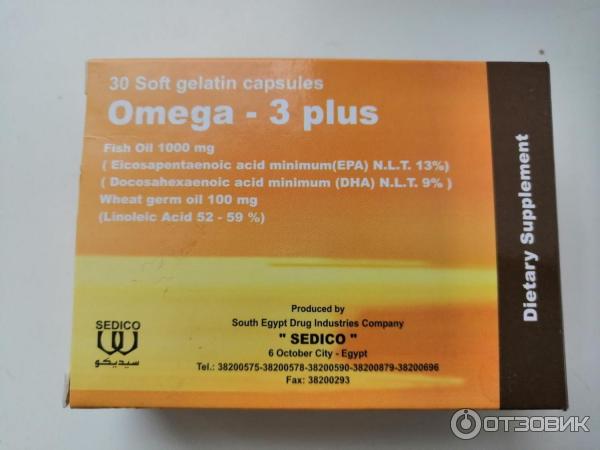 30 Soft gelatin capsules
Omega - 3 plus
Fish Oil 1000 mg
( Eicosapentaenoic acid minimum(EPA) N.L.T. 13%)
( Docosahexaenoic acid minimum (DHA) N.L.T. 9% )
Wheat germ oil 100 mg
(Linoleic Acid 52 - 59 %)
Dietary Supplement
SEDICO
سيديكو
Produced by
South Egypt Drug Industries Company
" SEDICO "
6 October City - Egypt
Tel.: 38200575-38200578-38200590-38200879-38200696
Fax: 38200293
ОТЗОВИК